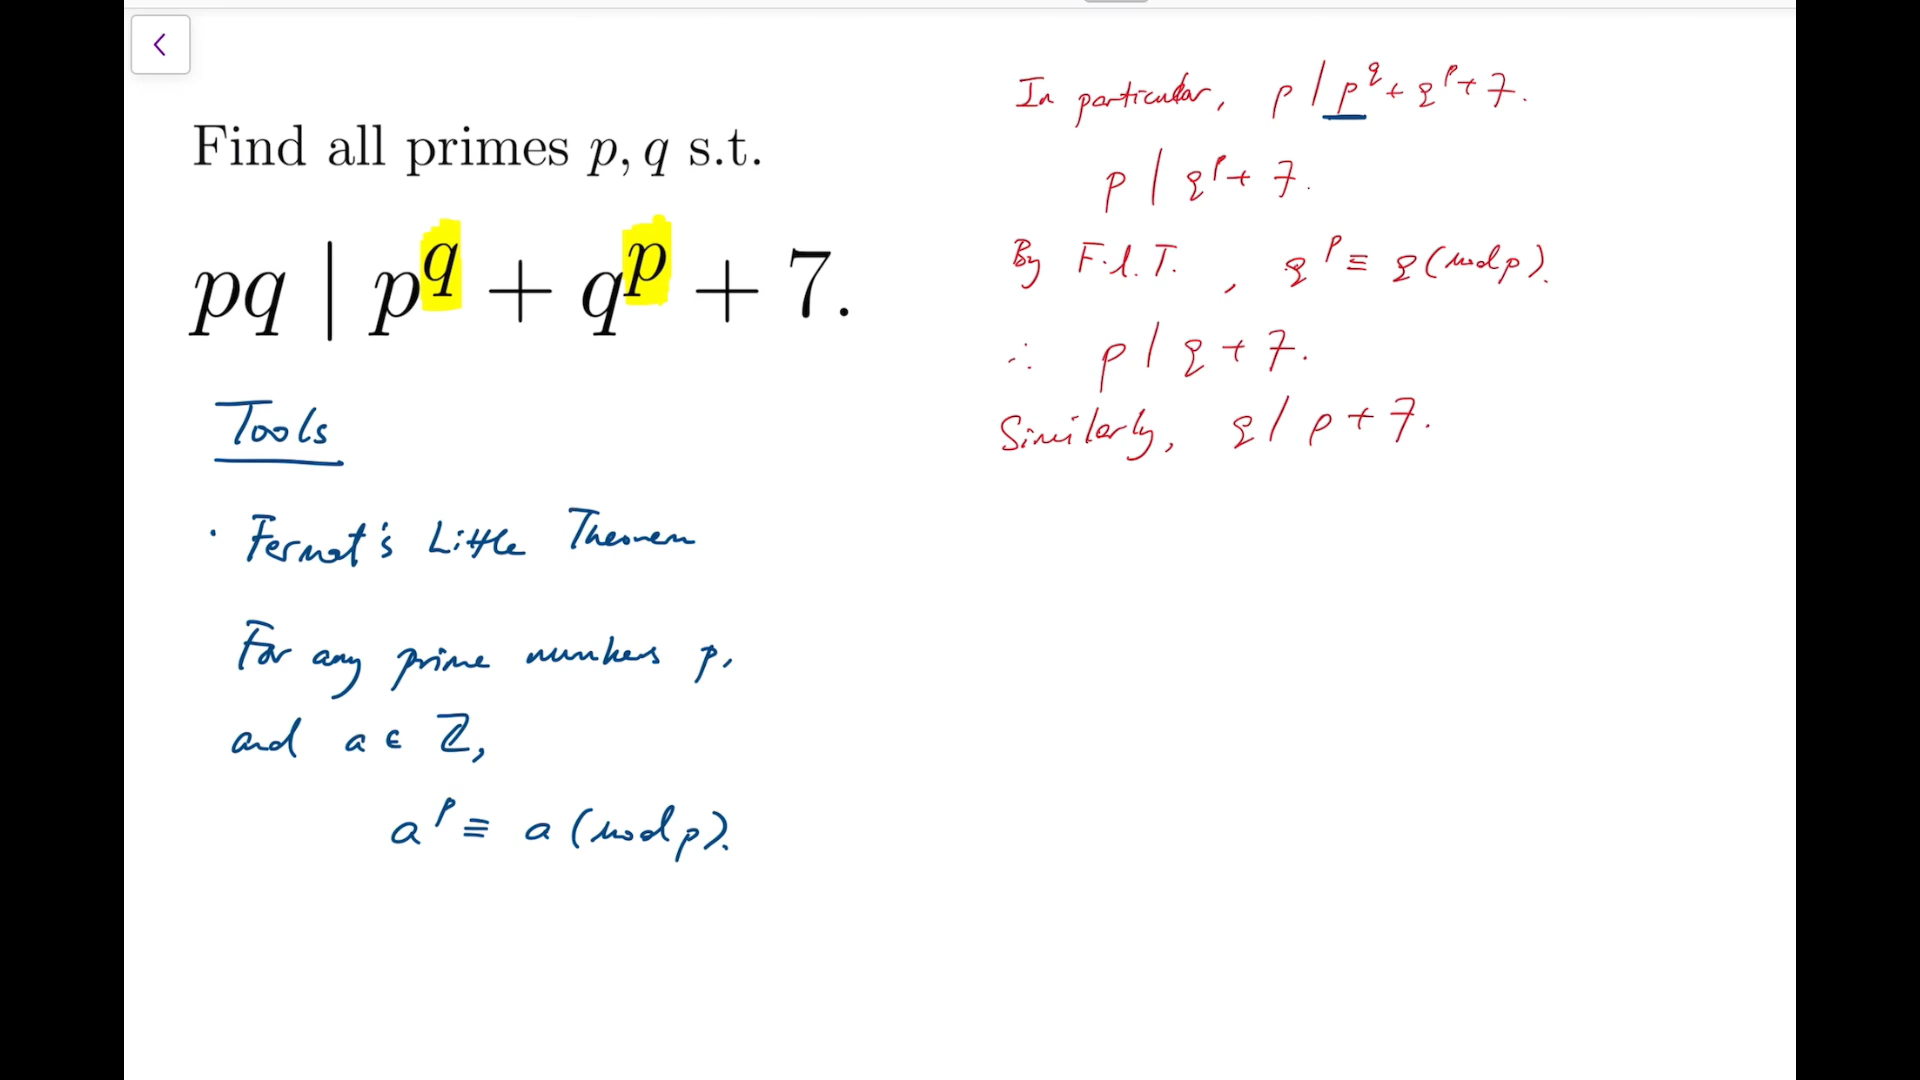 Find all primes p, q s.t.
pq | p^q + q^p + 7.
Tools
· Fermat's Little Theorem
For any prime numbers p,
and a ∈ ℤ,
a^p ≡ a (mod p).
In particular, p | p^q + q^p + 7.
p | q^p + 7.
By F.l.T., q^p ≡ q (mod p).
∴ p | q + 7.
Similarly, q | p + 7.